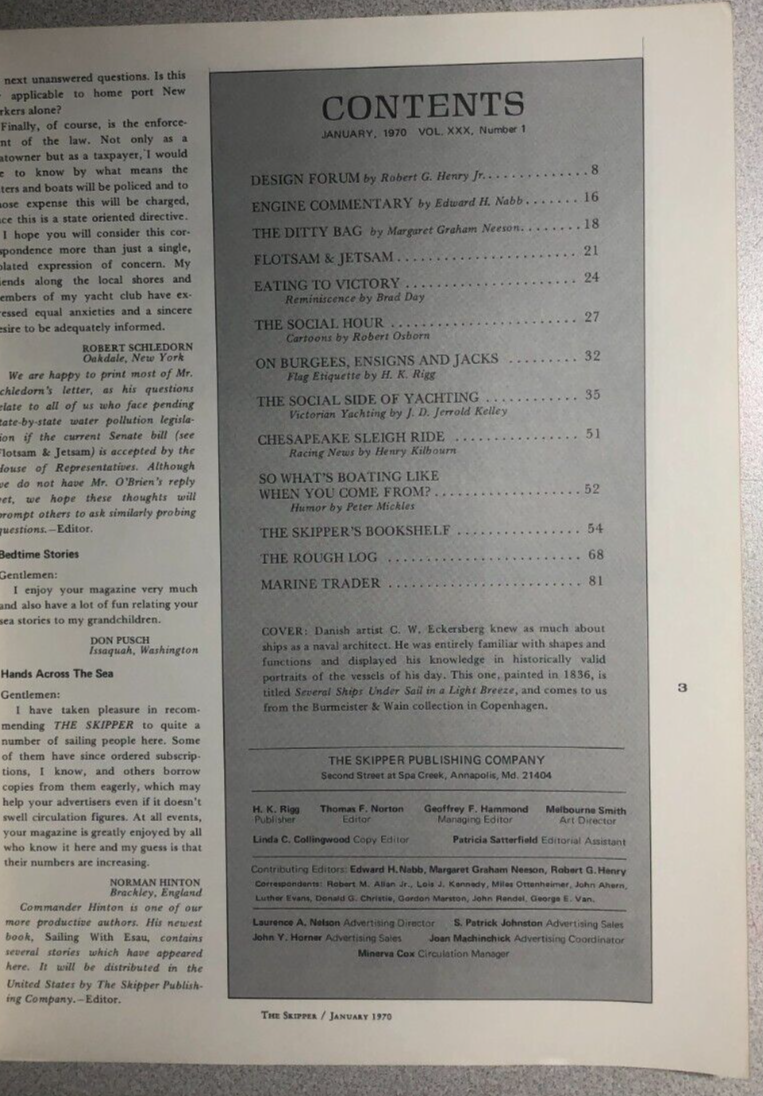 next unanswered questions. Is this
applicable to home port New
rkers alone?
Finally, of course, is the enforce-
nt of the law. Not only as a
atowner but as a taxpayer, I would
e to know by what means the
ters and boats will be policed and to
hose expense this will be charged,
ce this is a state oriented directive.
I hope you will consider this cor-
spondence more than just a single,
olated expression of concern. My
ends along the local shores and
embers of my yacht club have ex-
ressed equal anxieties and a sincere
esire to be adequately informed.
ROBERT SCHLEDORN
Oakdale, New York
We are happy to print most of Mr.
chledorn's letter, as his questions
elate to all of us who face pending
tate-by-state water pollution legisla-
ion if the current Senate bill (see
Flotsam & Jetsam) is accepted by the
House of Representatives. Although
we do not have Mr. O'Brien's reply
yet, we hope these thoughts will
prompt others to ask similarly probing
questions.—Editor.
Bedtime Stories
Gentlemen:
I enjoy your magazine very much
and also have a lot of fun relating your
sea stories to my grandchildren.
DON PUSCH
Issaquah, Washington
Hands Across The Sea
Gentlemen:
I have taken pleasure in recom-
mending THE SKIPPER to quite a
number of sailing people here. Some
of them have since ordered subscrip-
tions, I know, and others borrow
copies from them eagerly, which may
help your advertisers even if it doesn't
swell circulation figures. At all events,
your magazine is greatly enjoyed by all
who know it here and my guess is that
their numbers are increasing.
NORMAN HINTON
Brackley, England
Commander Hinton is one of our
more productive authors. His newest
book, Sailing With Esau, contains
several stories which have appeared
here. It will be distributed in the
United States by The Skipper Publish-
ing Company.—Editor.
CONTENTS
JANUARY, 1970 VOL. XXX, Number 1
DESIGN FORUM by Robert G. Henry Jr. . . . . . . . . . . . . . 8
ENGINE COMMENTARY by Edward H. Nabb . . . . . . . 16
THE DITTY BAG by Margaret Graham Neeson. . . . . . . . 18
FLOTSAM & JETSAM . . . . . . . . . . . . . . . . . . . . . . . . 21
EATING TO VICTORY . . . . . . . . . . . . . . . . . . . . . . . 24
Reminiscence by Brad Day
THE SOCIAL HOUR . . . . . . . . . . . . . . . . . . . . . . . . . 27
Cartoons by Robert Osborn
ON BURGEES, ENSIGNS AND JACKS . . . . . . . . . 32
Flag Etiquette by H. K. Rigg
THE SOCIAL SIDE OF YACHTING . . . . . . . . . . . . 35
Victorian Yachting by J. D. Jerrold Kelley
CHESAPEAKE SLEIGH RIDE . . . . . . . . . . . . . . . . 51
Racing News by Henry Kilbourn
SO WHAT'S BOATING LIKE
WHEN YOU COME FROM? . . . . . . . . . . . . . . . . . . . 52
Humor by Peter Mickles
THE SKIPPER'S BOOKSHELF . . . . . . . . . . . . . . . . 54
THE ROUGH LOG . . . . . . . . . . . . . . . . . . . . . . . . . 68
MARINE TRADER . . . . . . . . . . . . . . . . . . . . . . . . . 81
COVER: Danish artist C. W. Eckersberg knew as much about
ships as a naval architect. He was entirely familiar with shapes and
functions and displayed his knowledge in historically valid
portraits of the vessels of his day. This one, painted in 1836, is
titled Several Ships Under Sail in a Light Breeze, and comes to us
from the Burmeister & Wain collection in Copenhagen.
THE SKIPPER PUBLISHING COMPANY
Second Street at Spa Creek, Annapolis, Md. 21404
H. K. Rigg Thomas F. Norton Geoffrey F. Hammond Melbourne Smith
Publisher Editor Managing Editor Art Director
Linda C. Collingwood Copy Editor Patricia Satterfield Editorial Assistant
Contributing Editors: Edward H. Nabb, Margaret Graham Neeson, Robert G. Henry
Correspondents: Robert M. Allan Jr., Lois J. Kennedy, Miles Ottenheimer, John Ahern,
Luther Evans, Donald G. Christie, Gordon Marston, John Rendel, George E. Van.
Laurence A. Nelson Advertising Director S. Patrick Johnston Advertising Sales
John Y. Horner Advertising Sales Joan Machinchick Advertising Coordinator
Minerva Cox Circulation Manager
THE SKIPPER / JANUARY 1970
3